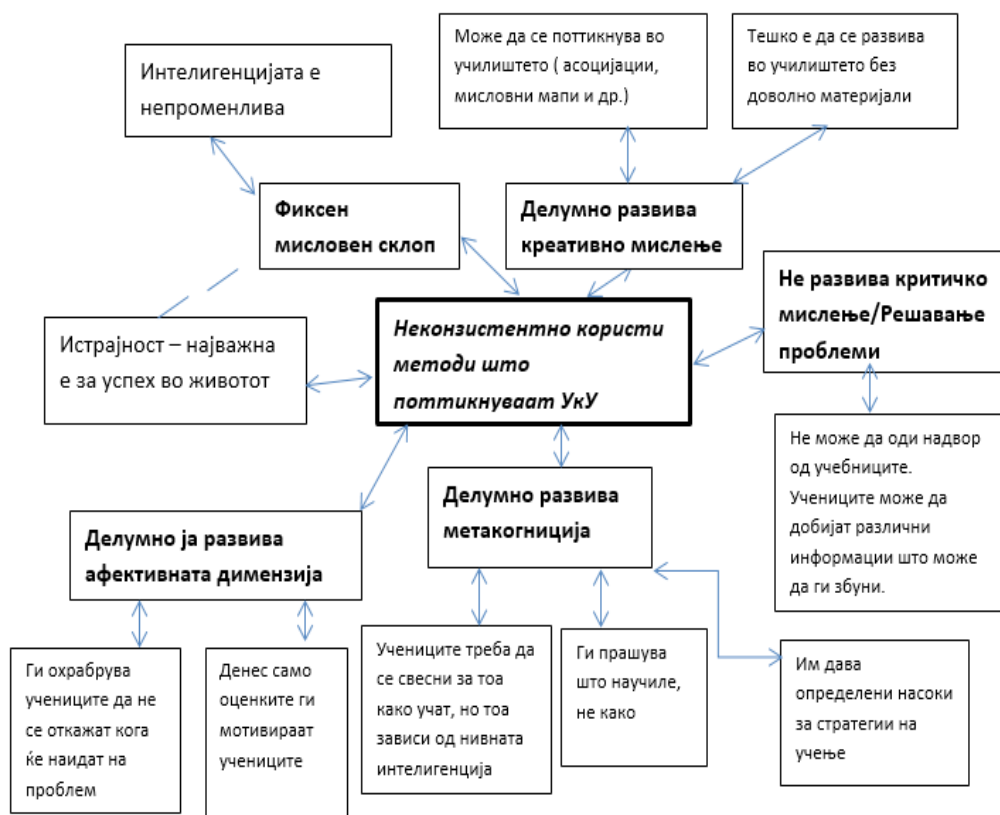 Интелигенцијата е
непроменлива
Може да се поттикнува во
училиштето ( асоцијации,
мисловни мапи и др.)
Тешко е да се развива
во училиштето без
доволно материјали
Фиксен
мисловен склоп
Делумно развива
креативно мислење
Не развива критичко
мислење/Решавање
проблеми
Истрајност – најважна
е за успех во животот
Неконзистентно користи
методи што
поттикнуваат УкУ
Не може да оди надвор
од учебниците.
Учениците може да
добијат различни
информации што може
да ги збуни.
Делумно ја развива
афективната димензија
Делумно развива
метакогниција
Ги охрабрува
учениците да не
се откажат кога
ќе наидат на
проблем
Денес само
оценките ги
мотивираат
учениците
Учениците треба да
се свесни за тоа
како учат, но тоа
зависи од нивната
интелигенција
Ги прашува
што научиле,
не како
Им дава
определени насоки
за стратегии на
учење